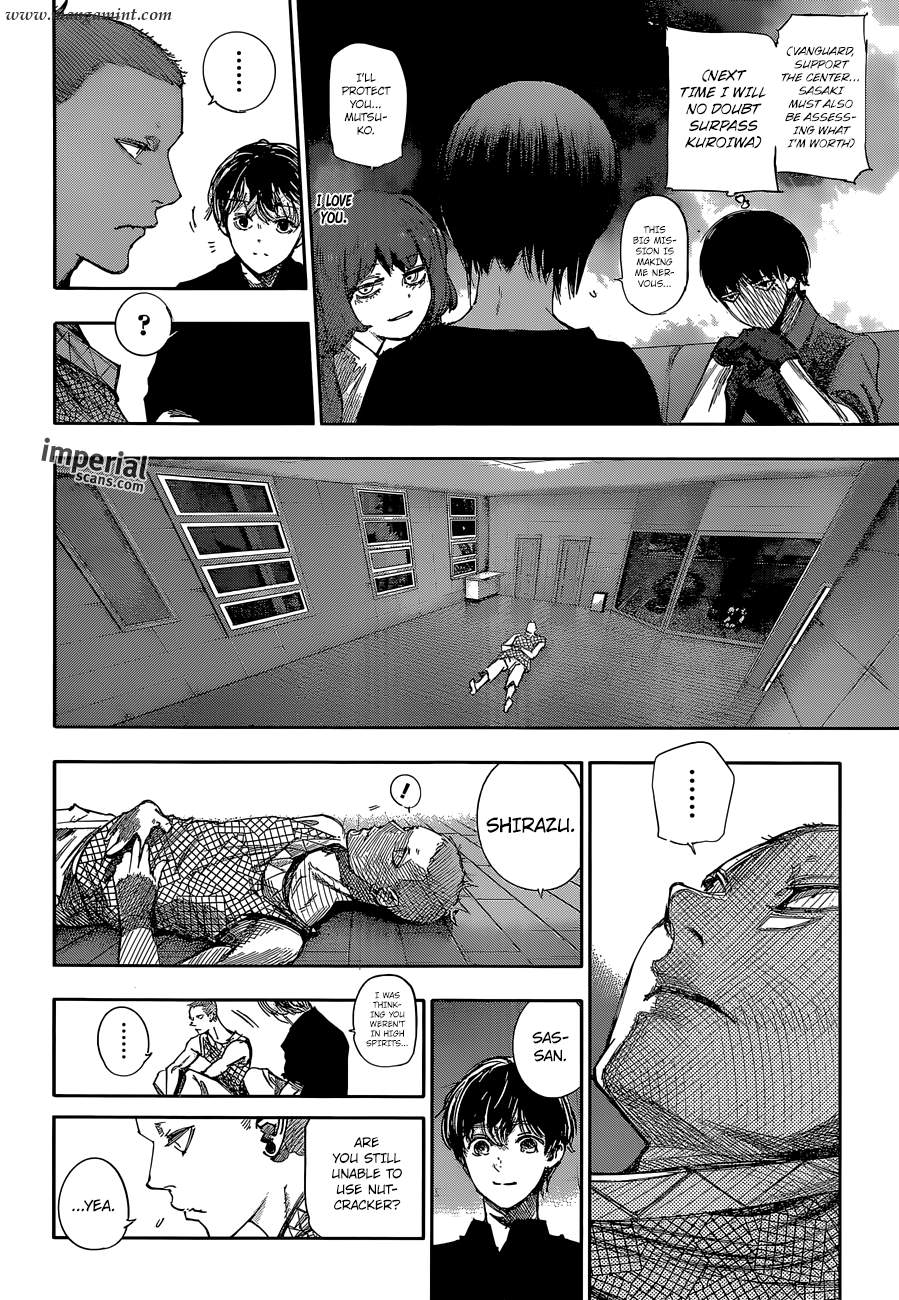 www.mangamint.com
(VANGUARD,
SUPPORT
THE CENTER...
SASAKI
MUST ALSO
BE ASSESS-
ING WHAT
I'M WORTH)
(NEXT
TIME I WILL
NO DOUBT
SURPASS
KUROIWA)
THIS
BIG MIS-
SION IS
MAKING
ME NER-
VOUS...
I'LL
PROTECT
YOU...
MUTSU-
KO.
I LOVE
YOU.
......
?
imperial
scans.com
......
SHIRAZU.
!
SAS-
SAN.
I WAS
THINK-
ING YOU
WEREN'T
IN HIGH
SPIRITS...
....
ARE
YOU STILL
UNABLE TO
USE NUT-
CRACKER?
...YEA.